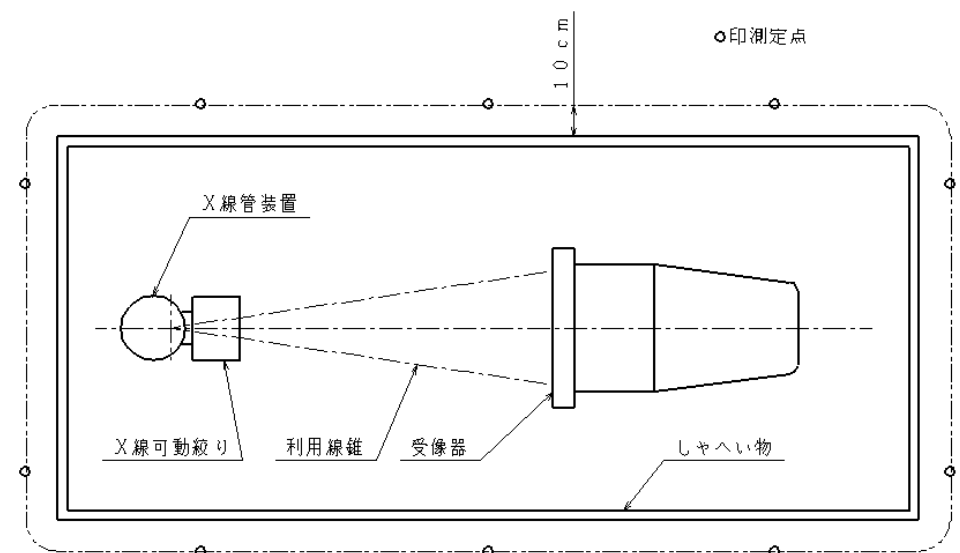 印測定点
10cm
X線管装置
X線可動絞り
利用線錐
受像器
しゃへい物